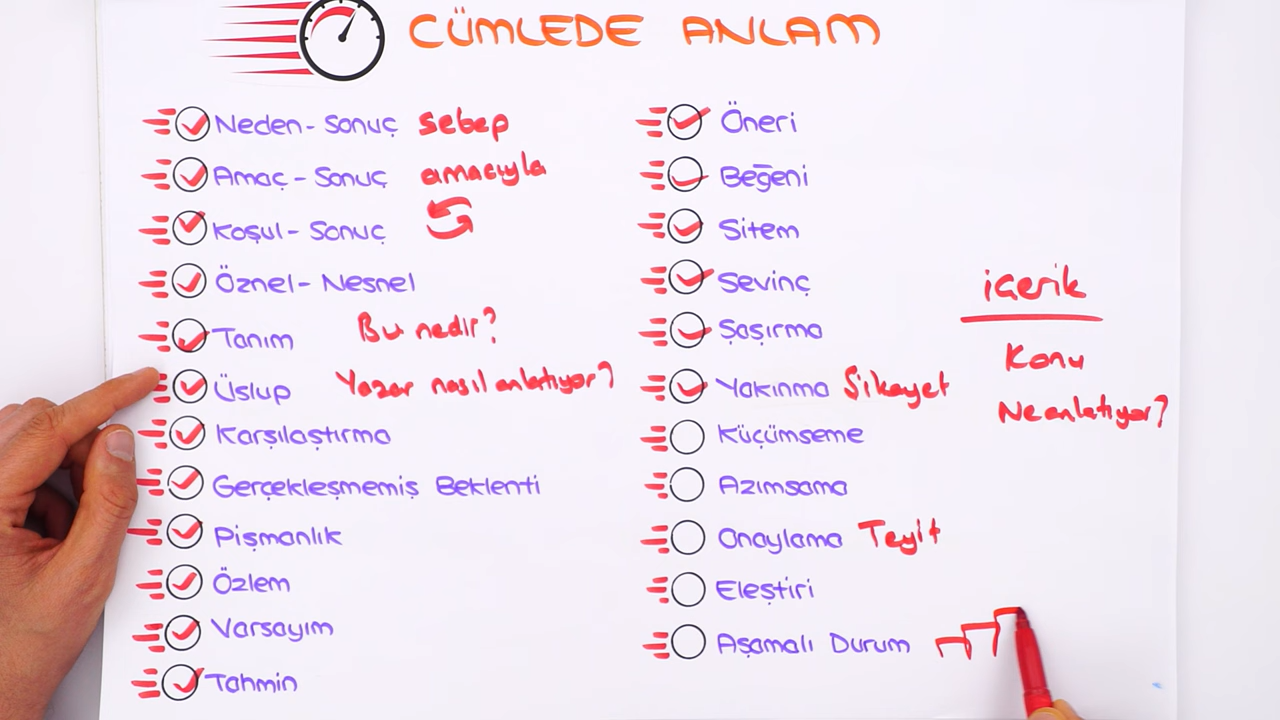 CÜMLEDE ANLAM
Neden-Sonuç sebep
Amaç-Sonuç amacıyla
Koşul-Sonuç
Öznel-Nesnel
Tanım Bu nedir?
Üslup Yazar nasıl anlatıyor?
Karşılaştırma
Gerçekleşmemiş Beklenti
Pişmanlık
Özlem
Varsayım
Tahmin
Öneri
Beğeni
Sitem
Sevinç
Şaşırma
Yakınma Şikayet
Küçümseme
Azımsama
Onaylama Teyit
Eleştiri
Aşamalı Durum
içerik
Konu
Ne anlatıyor?